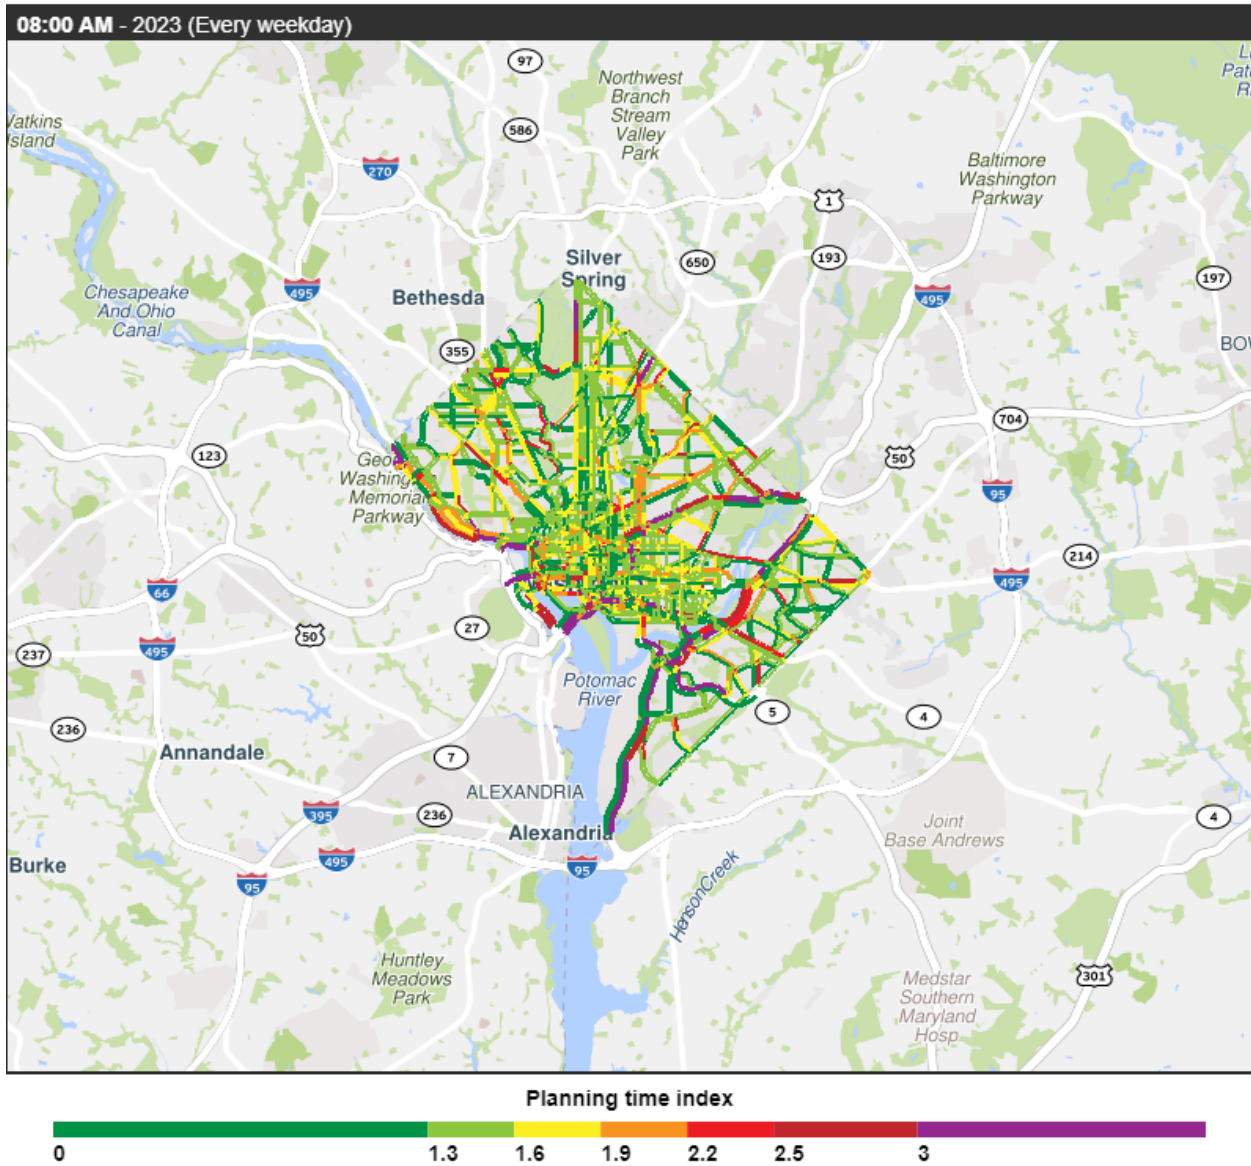 08:00 AM - 2023 (Every weekday)
97
Northwest
Branch
Stream
Valley
Park
586
270
Baltimore
Washington
Parkway
1
Silver
Spring
650
193
197
495
495
Chesapeake
And Ohio
Canal
Bethesda
355
704
123
50
Washing
Memorial
Parkway
95
214
495
66
50
27
237
495
Potomac
River
5
4
236
Annandale
7
ALEXANDRIA
395
236
Alexandria
4
Joint
Base Andrews
Burke
495
95
95
HensonCreek
Huntley
Meadows
Park
301
Medstar
Southern
Maryland
Hosp
Planning time index
0 1.3 1.6 1.9 2.2 2.5 3